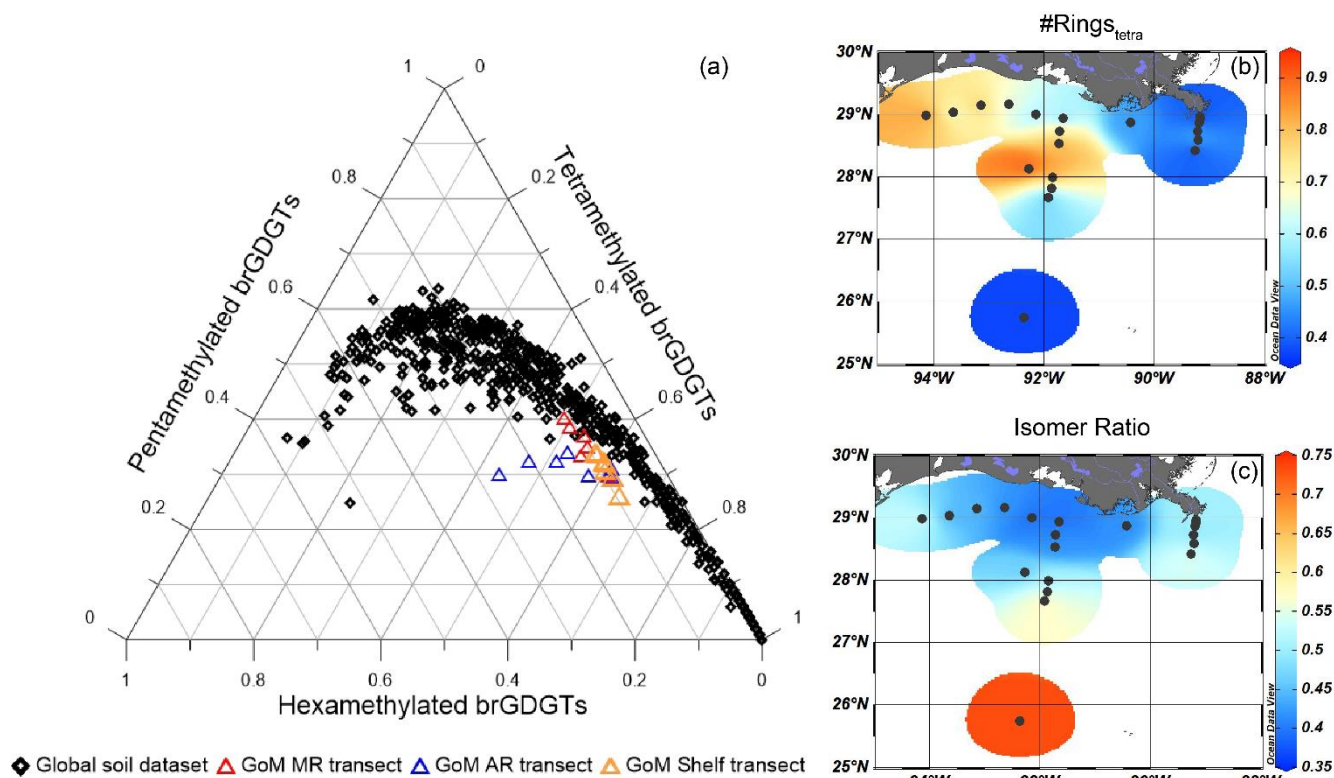 (a)
1 0
0.8 0.2
0.6 0.4
0.4 0.6
0.2 0.8
0 1
Pentamethylated brGDGTs
Tetramethylated brGDGTs
1 0.8 0.6 0.4 0.2 0
Hexamethylated brGDGTs
Global soil dataset GoM MR transect GoM AR transect GoM Shelf transect
#Ringstetra
(b)
30°N
29°N
28°N
27°N
26°N
25°N
94°W 92°W 90°W 88°W
0.9
0.8
0.7
0.6
0.5
0.4
Ocean Data View
Isomer Ratio
(c)
30°N
29°N
28°N
27°N
26°N
25°N
0.75
0.7
0.65
0.6
0.55
0.5
0.45
0.4
0.35
Ocean Data View